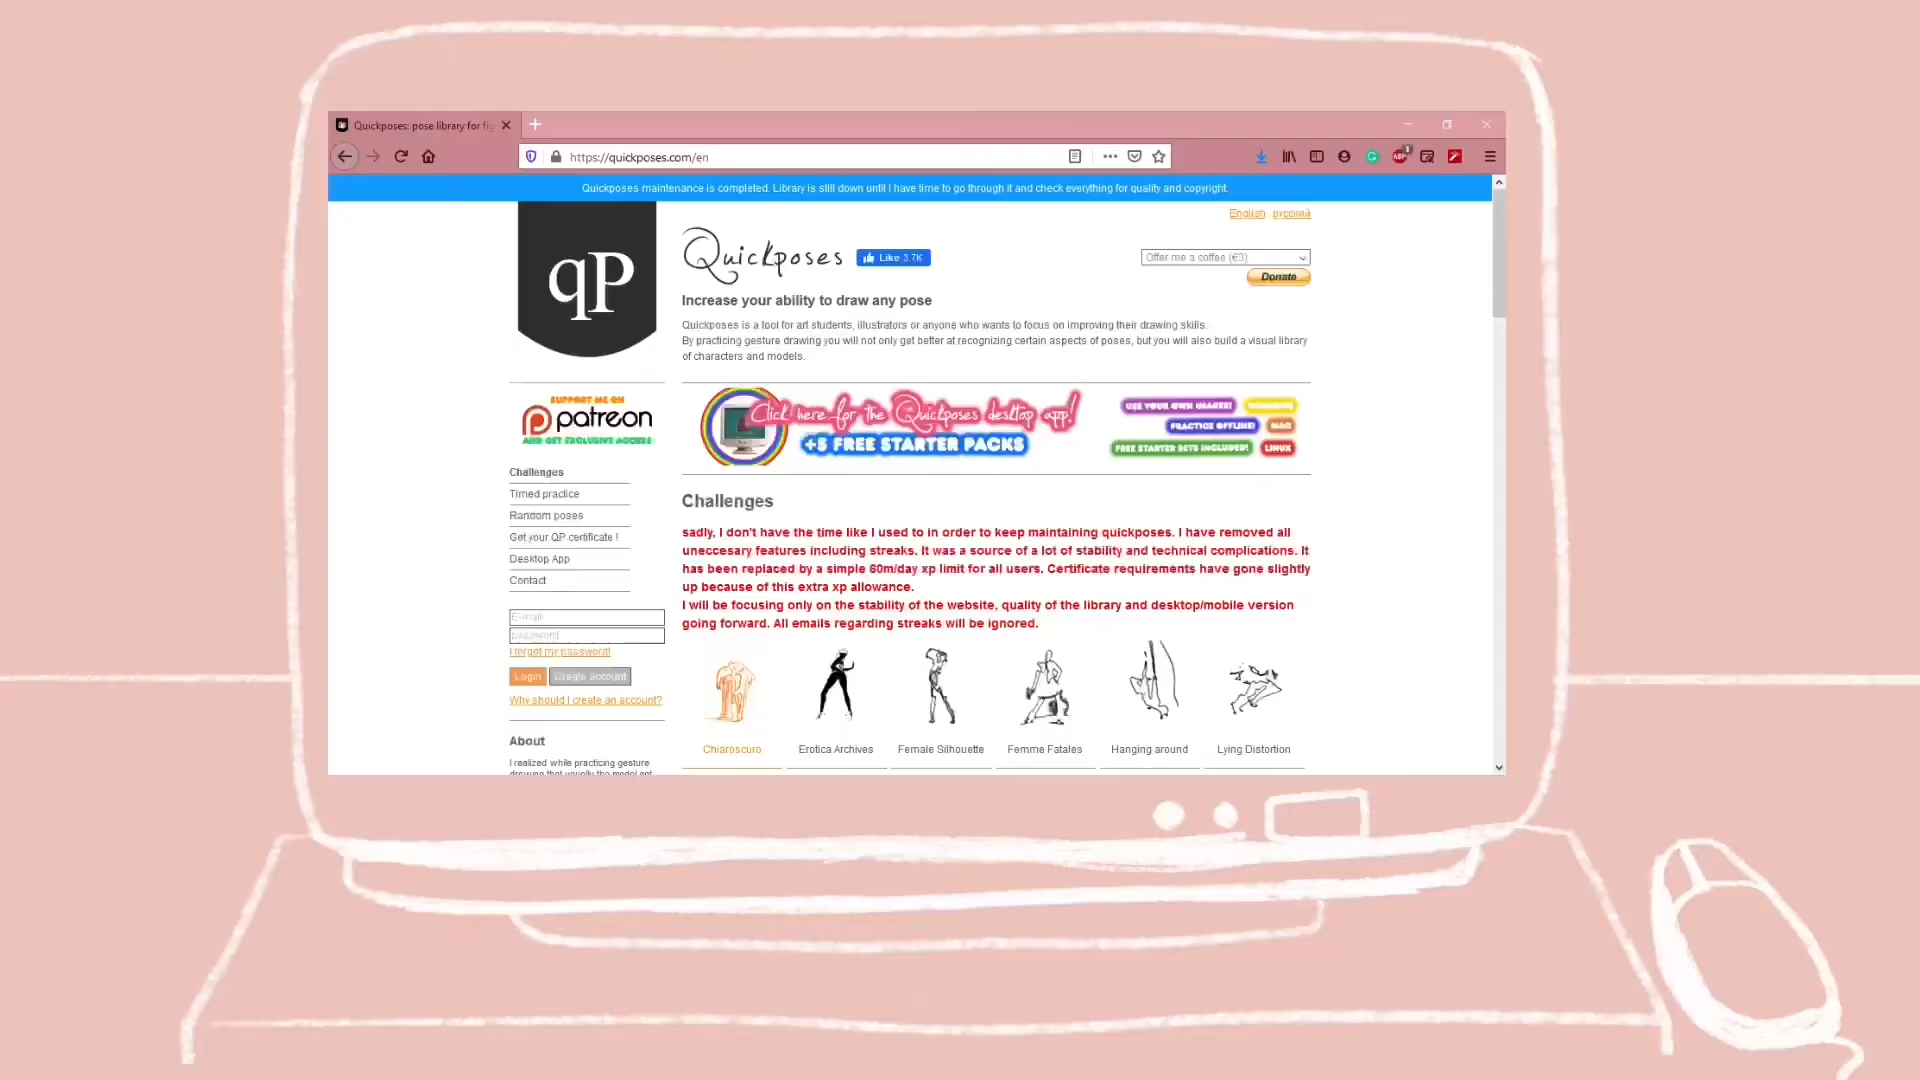 Quickposes: pose library for fig
https://quickposes.com/en
Quickposes maintenance is completed. Library is still down until I have time to go through it and check everything for quality and copyright.
English русский
qP
Quickposes
Like 3.7K
Offer me a coffee (€3)
Donate
Increase your ability to draw any pose
Quickposes is a tool for art students, illustrators or anyone who wants to focus on improving their drawing skills.
By practicing gesture drawing you will not only get better at recognizing certain aspects of poses, but you will also build a visual library
of characters and models.
SUPPORT ME ON
patreon
AND GET EXCLUSIVE ACCESS
Click here for the Quickposes desktop app!
+5 FREE STARTER PACKS
USE YOUR OWN IMAGES!
PRACTICE OFFLINE!
MAC
FREE STARTER SETS INCLUDED!
LINUX
Challenges
Timed practice
Random poses
Get your QP certificate !
Desktop App
Contact
E-mail
password
I forgot my password!
Login
Create account
Why should I create an account?
About
I realized while practicing gesture
Challenges
sadly, I don't have the time like I used to in order to keep maintaining quickposes. I have removed all
uneccesary features including streaks. It was a source of a lot of stability and technical complications. It
has been replaced by a simple 60m/day xp limit for all users. Certificate requirements have gone slightly
up because of this extra xp allowance.
I will be focusing only on the stability of the website, quality of the library and desktop/mobile version
going forward. All emails regarding streaks will be ignored.
Chiaroscuro
Erotica Archives
Female Silhouette
Femme Fatales
Hanging around
Lying Distortion